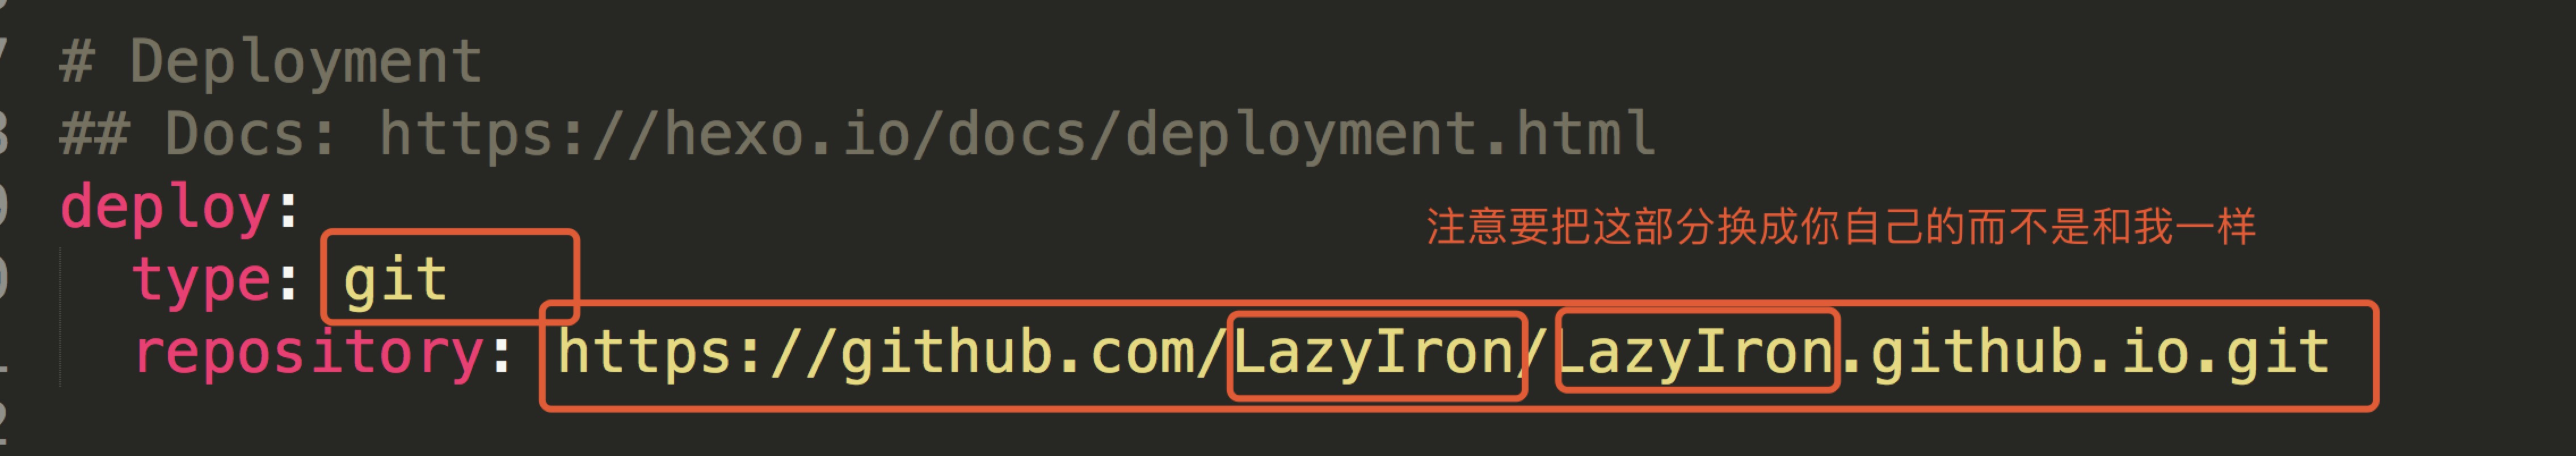 # Deployment
## Docs: https://hexo.io/docs/deployment.html
deploy:
注意要把这部分换成你自己的而不是和我一样
type: git
repository: https://github.com/LazyIron/LazyIron.github.io.git